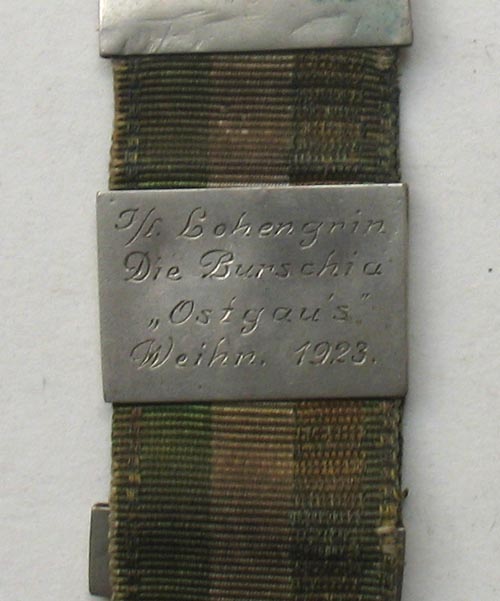 I/l. Lohengrin
Die Burschia
„Ostgau's"
Weihn. 1923.